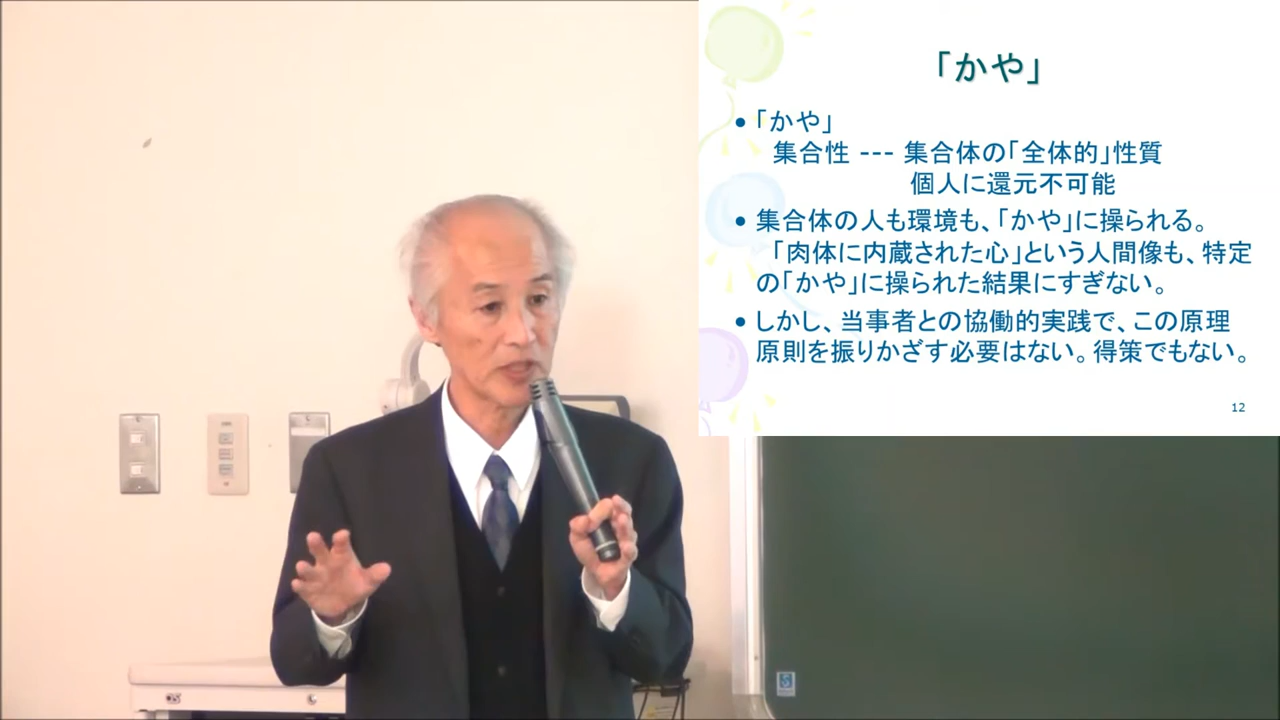 「かや」
• 「かや」
集合性 --- 集合体の「全体的」性質
個人に還元不可能
• 集合体の人も環境も、「かや」に操られる。
「肉体に内蔵された心」という人間像も、特定
の「かや」に操られた結果にすぎない。
• しかし、当事者との協働的実践で、この原理
原則を振りかざす必要はない。得策でもない。
12